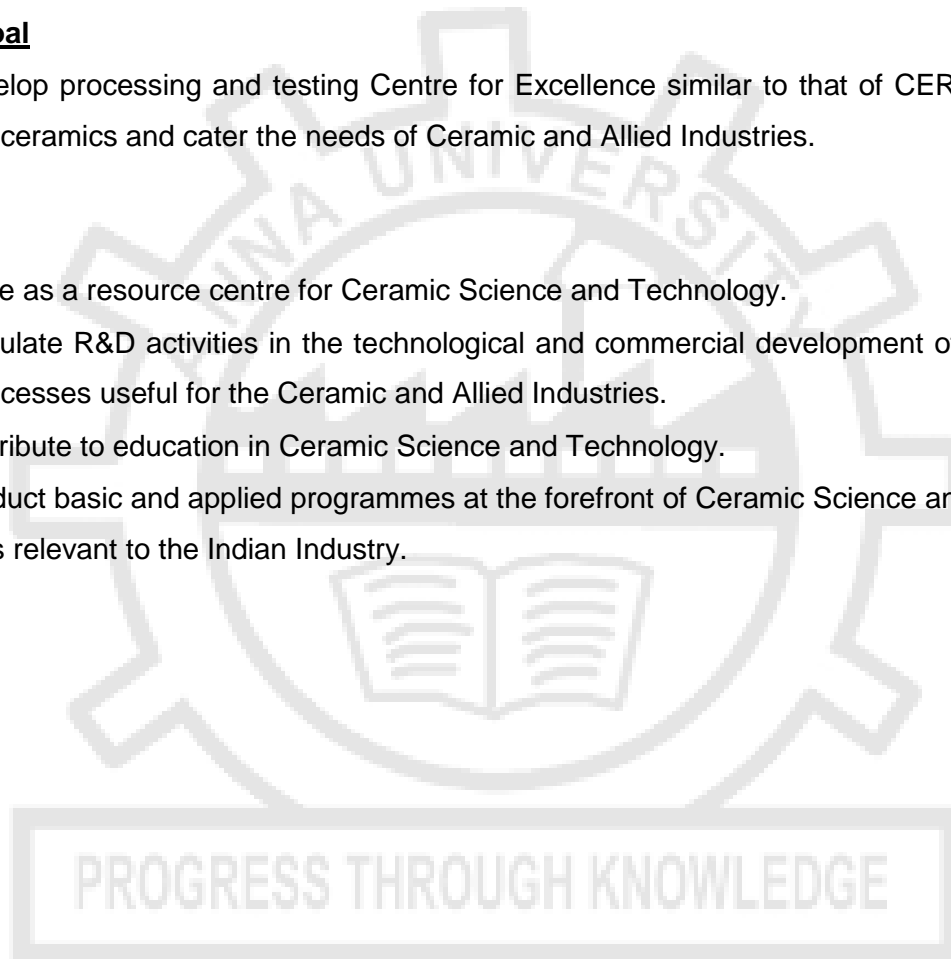 oal
elop processing and testing Centre for Excellence similar to that of CER
ceramics and cater the needs of Ceramic and Allied Industries.
ANNA UNIVERSITY
e as a resource centre for Ceramic Science and Technology.
ulate R&D activities in the technological and commercial development o
cesses useful for the Ceramic and Allied Industries.
ribute to education in Ceramic Science and Technology.
duct basic and applied programmes at the forefront of Ceramic Science an
s relevant to the Indian Industry.
PROGRESS THROUGH KNOWLEDGE